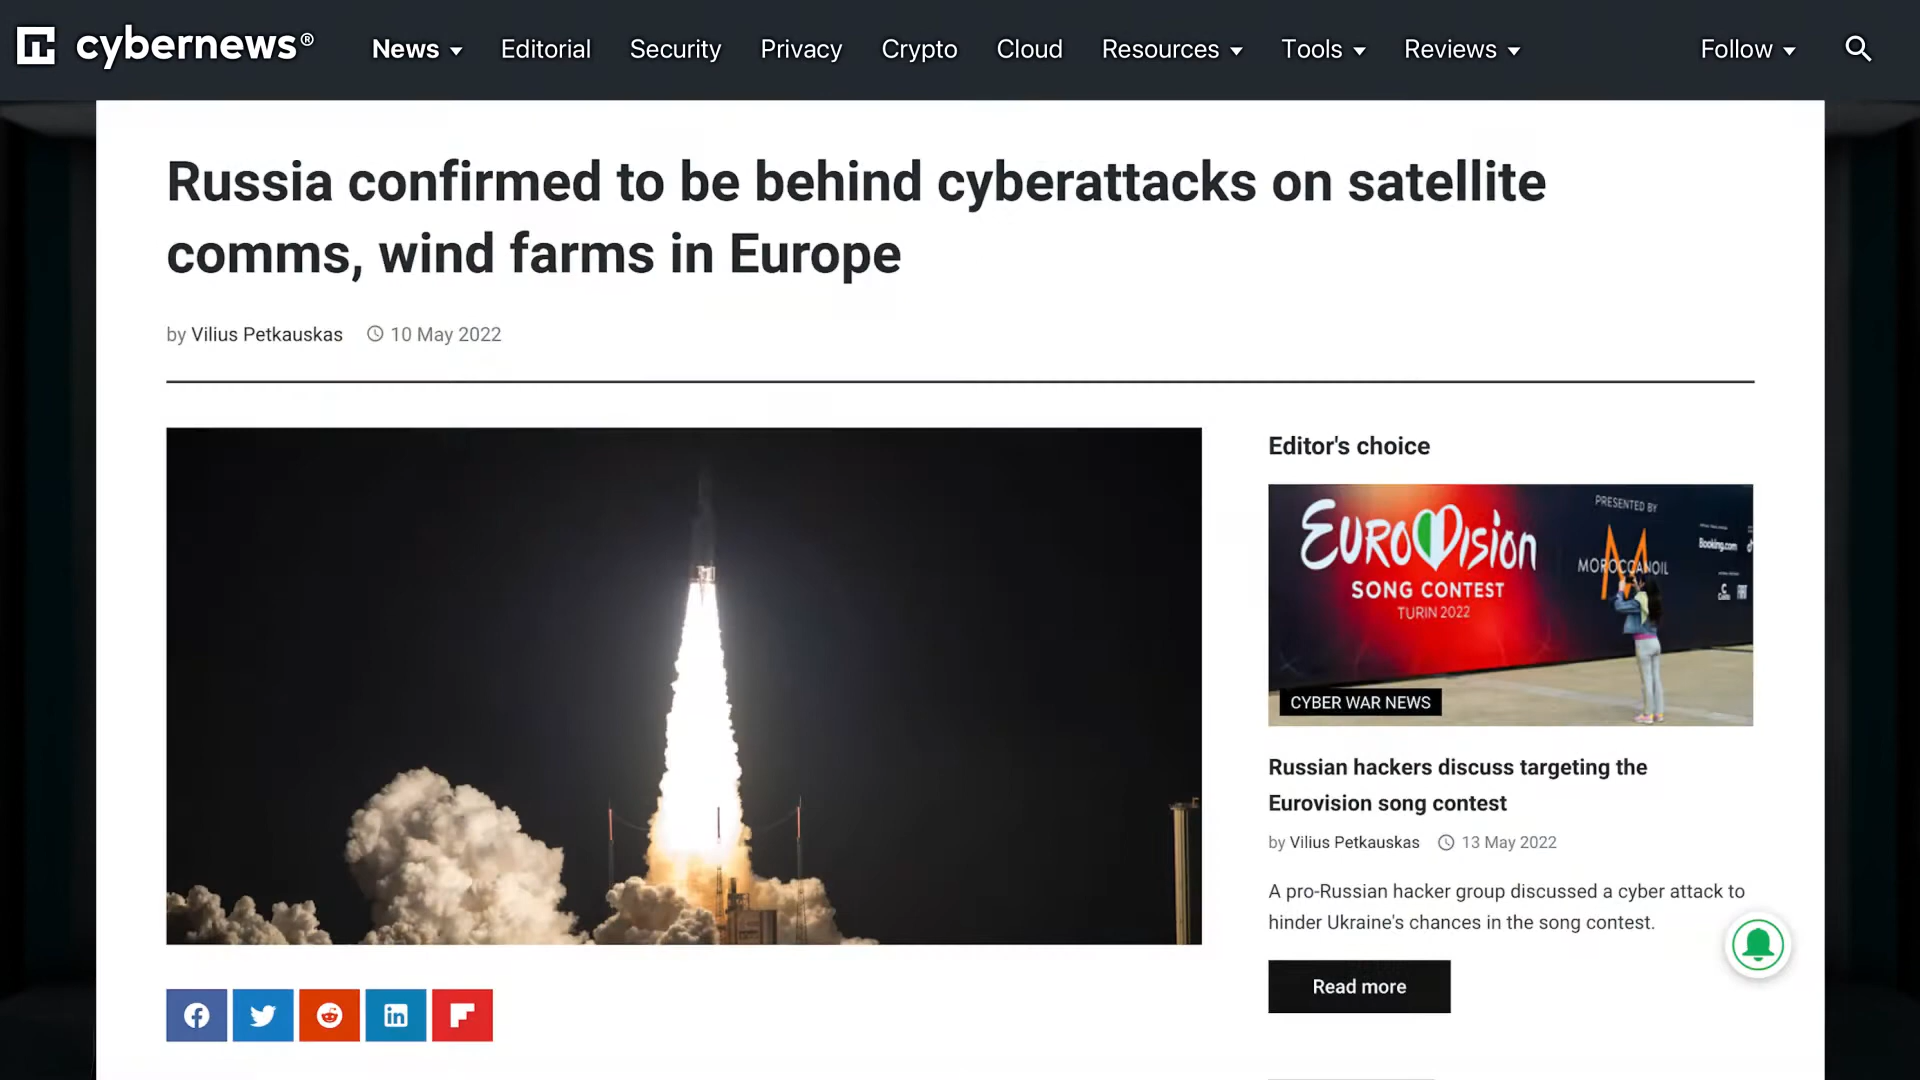 cybernews®
News
Editorial
Security
Privacy
Crypto
Cloud
Resources
Tools
Reviews
Follow
Russia confirmed to be behind cyberattacks on satellite
comms, wind farms in Europe
by Vilius Petkauskas
10 May 2022
Editor's choice
EUROVISION
SONG CONTEST
TURIN 2022
PRESENTED BY
MOROCCANOIL
Booking.com
CYBER WAR NEWS
Russian hackers discuss targeting the
Eurovision song contest
by Vilius Petkauskas
13 May 2022
A pro-Russian hacker group discussed a cyber attack to
hinder Ukraine's chances in the song contest.
Read more